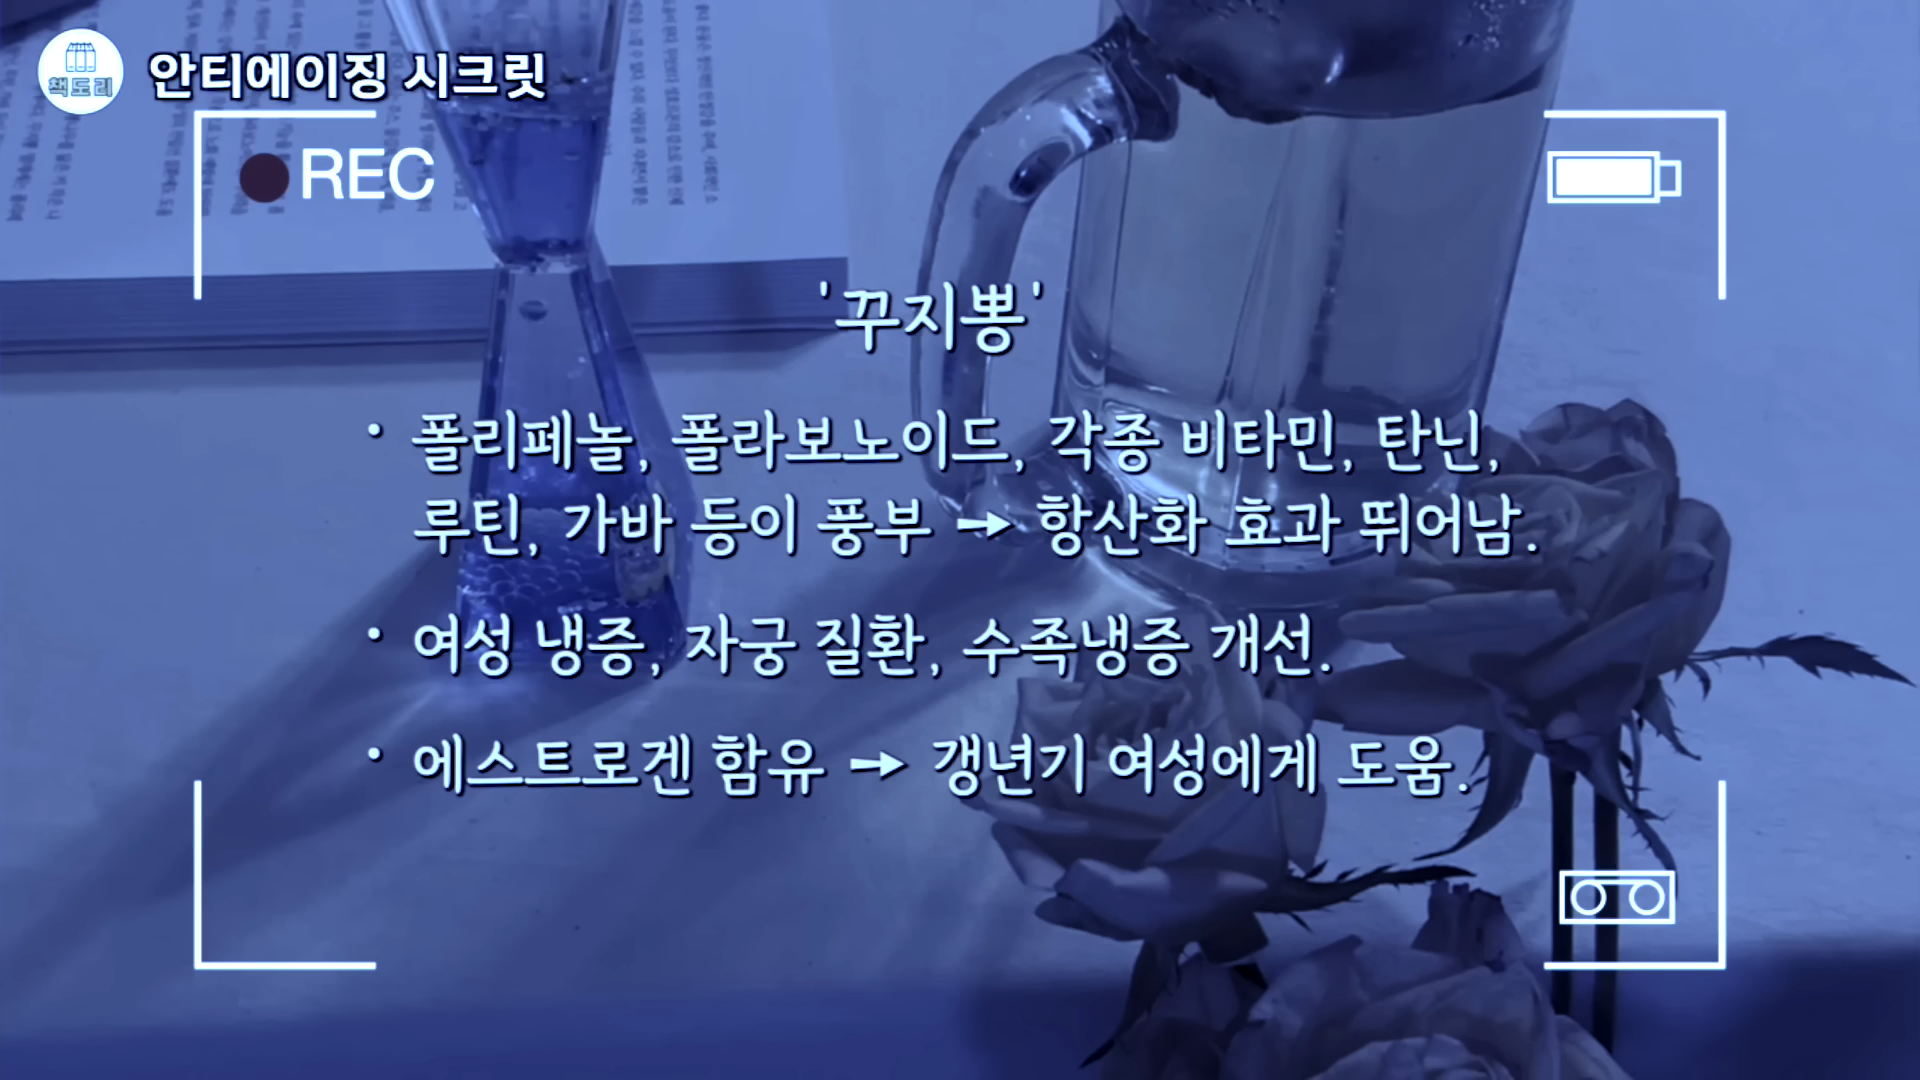 책도리
안티에이징 시크릿
REC
'꾸지뽕'
· 폴리페놀, 폴라보노이드, 각종 비타민, 탄닌,
루틴, 가바 등이 풍부 → 항산화 효과 뛰어남.
· 여성 냉증, 자궁 질환, 수족냉증 개선.
· 에스트로겐 함유 → 갱년기 여성에게 도움.